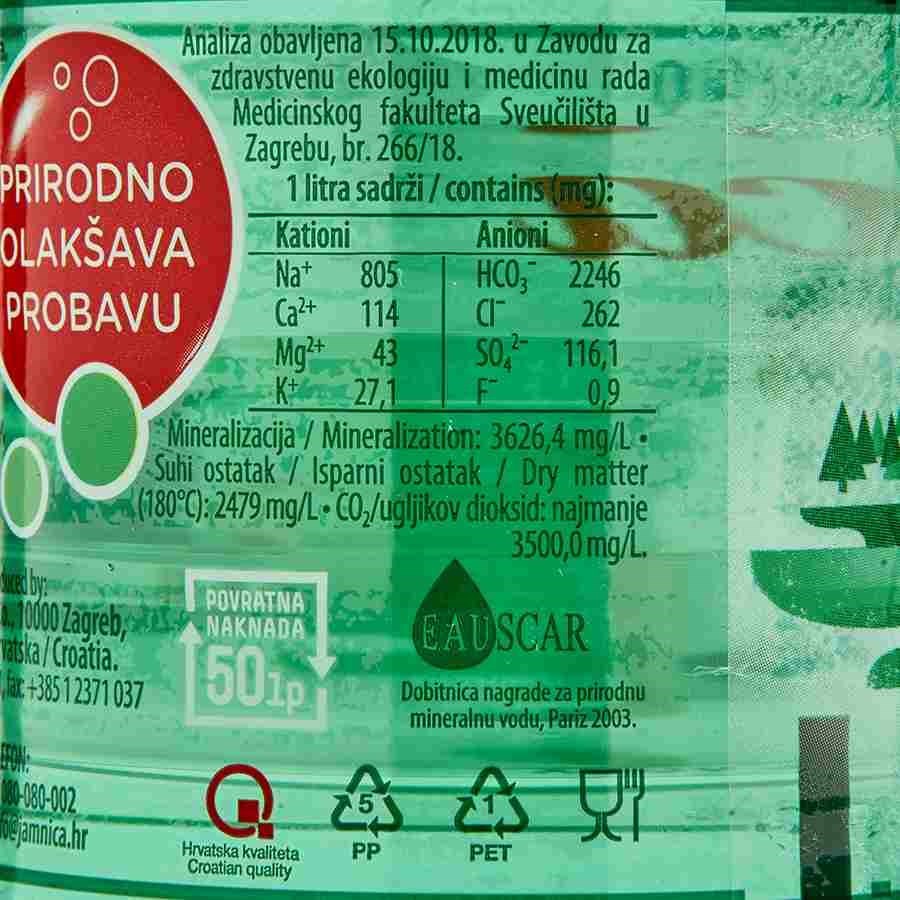 PRIRODNO
OLAKŠAVA
PROBAVU
Analiza obavljena 15.10.2018. u Zavodu za
zdravstvenu ekologiju i medicinu rada
Medicinskog fakulteta Sveučilišta u
Zagrebu, br. 266/18.
1 litra sadrži / contains (mg):
Kationi Anioni
Na⁺ 805 HCO₃⁻ 2246
Ca²⁺ 114 Cl⁻ 262
Mg²⁺ 43 SO₄²⁻ 116,1
K⁺ 27,1 F⁻ 0,9
Mineralizacija / Mineralization: 3626,4 mg/L •
Suhi ostatak / Isparni ostatak / Dry matter
(180°C): 2479 mg/L • CO₂/ugljikov dioksid: najmanje
3500,0 mg/L.
by:
10000 Zagreb,
/ Croatia.
fax: +385 1 2371 037
080-002
@jamnica.hr
POVRATNA
NAKNADA
50lp
EAUSCAR
Dobitnica nagrade za prirodnu
mineralnu vodu, Pariz 2003.
Hrvatska kvaliteta
Croatian quality
5
PP
1
PET